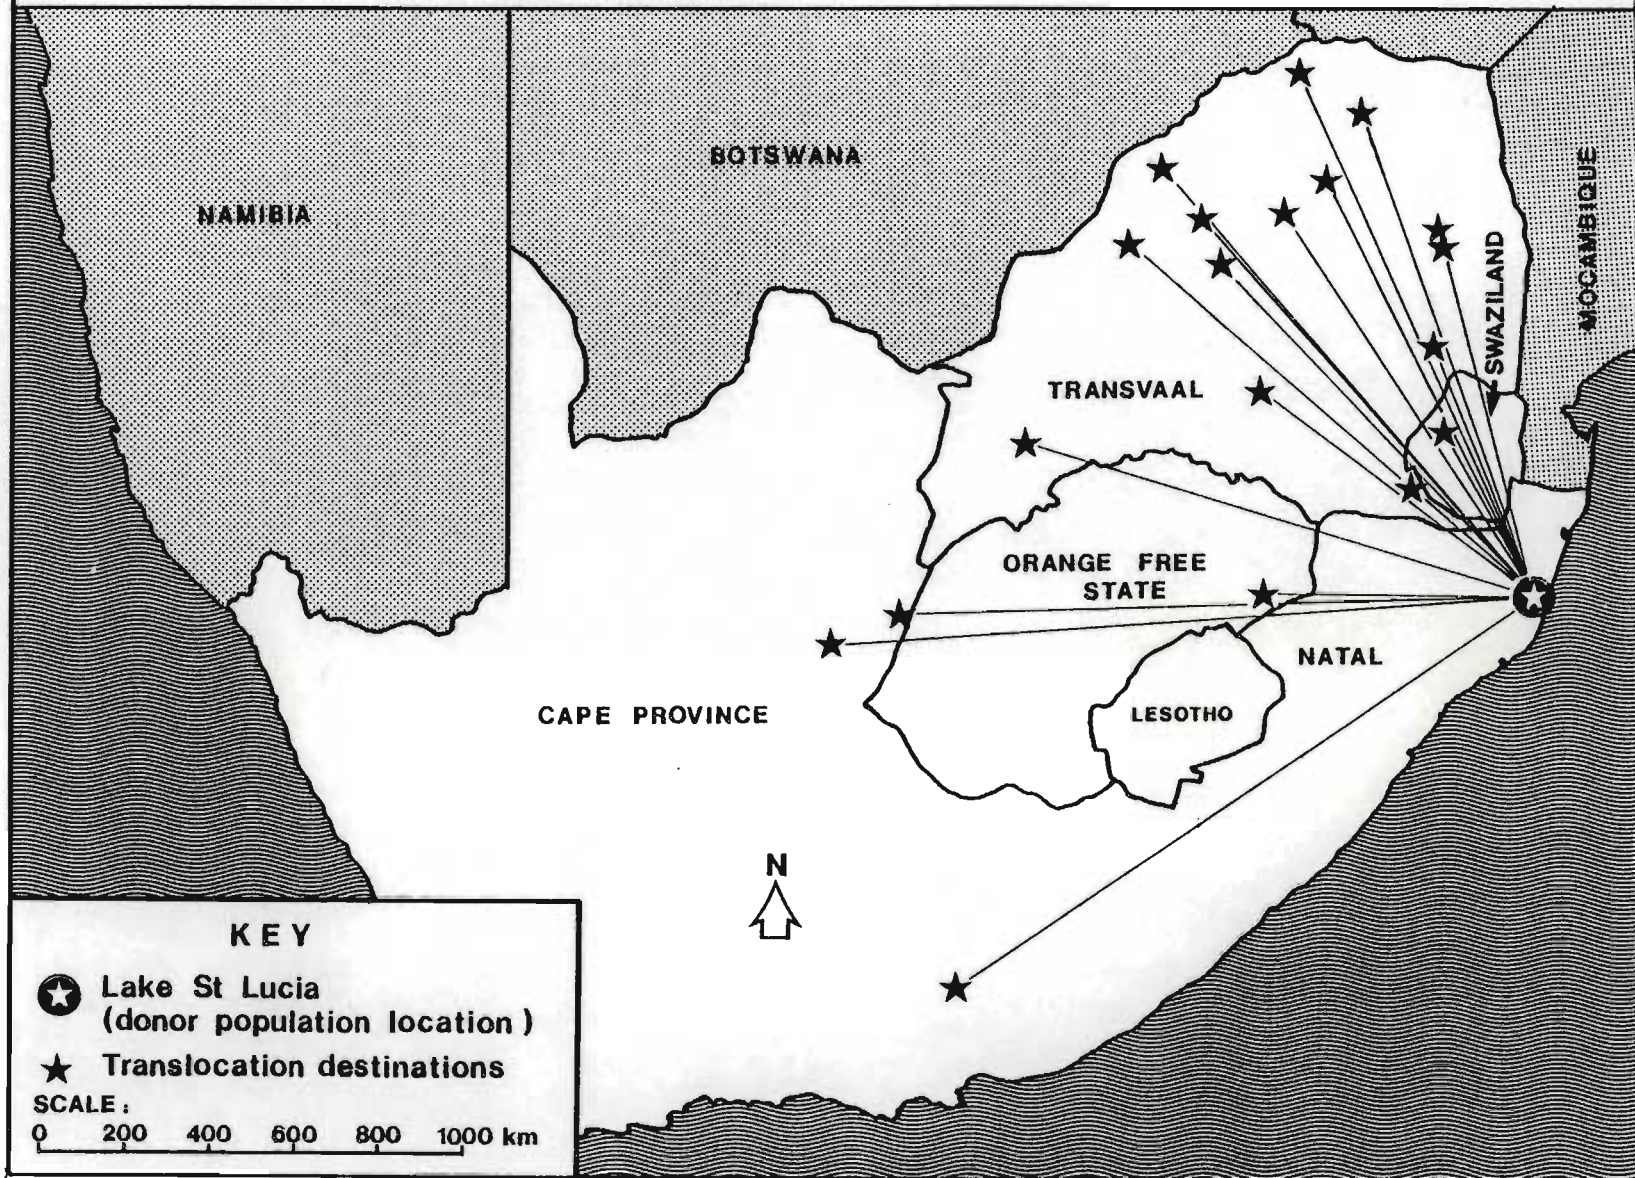 BOTSWANA
NAMIBIA
MOCAMBIQUE
SWAZILAND
TRANSVAAL
ORANGE FREE
STATE
NATAL
CAPE PROVINCE
LESOTHO
N
KEY
Lake St Lucia
(donor population location)
Translocation destinations
SCALE:
0 200 400 600 800 1000 km